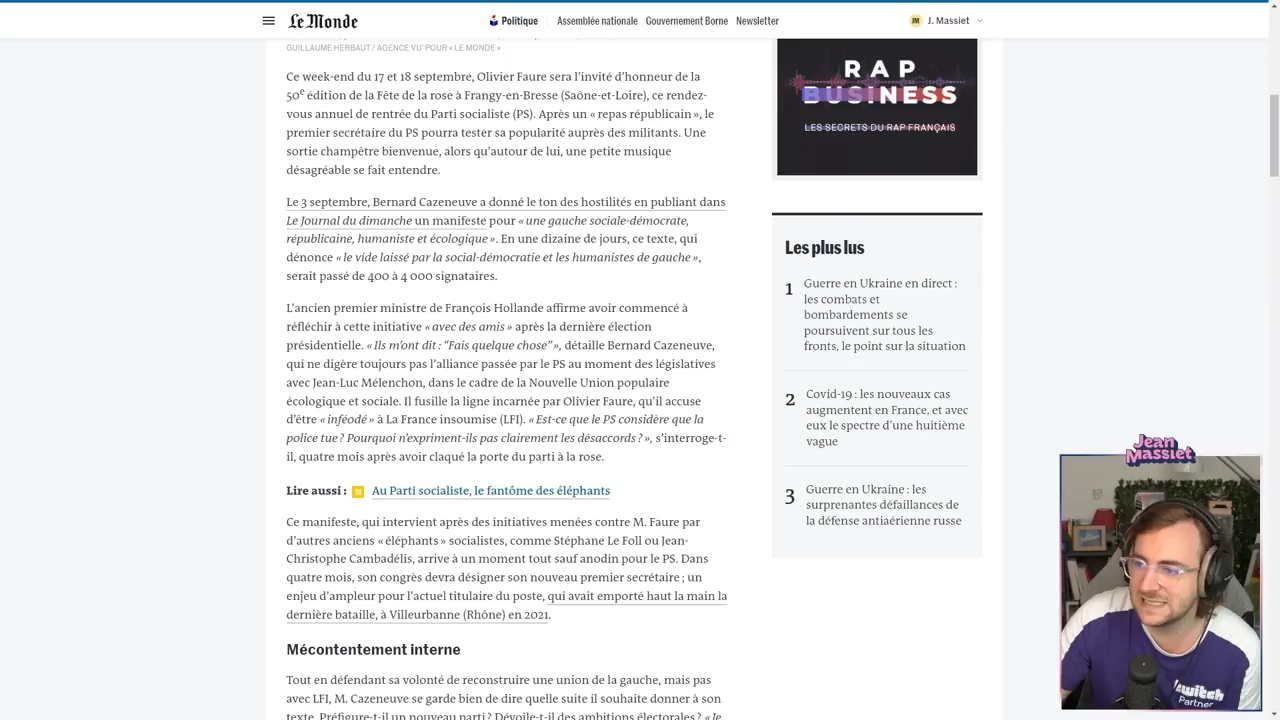 Le Monde
Politique
Assemblée nationale
Gouvernement Borne
Newsletter
JM
J. Massiet
GUILLAUME HERBAUT / AGENCE VU' POUR « LE MONDE »
Ce week-end du 17 et 18 septembre, Olivier Faure sera l'invité d'honneur de la
50e édition de la Fête de la rose à Frangy-en-Bresse (Saône-et-Loire), ce rendez-
vous annuel de rentrée du Parti socialiste (PS). Après un « repas républicain », le
premier secrétaire du PS pourra tester sa popularité auprès des militants. Une
sortie champêtre bienvenue, alors qu'autour de lui, une petite musique
désagréable se fait entendre.
Le 3 septembre, Bernard Cazeneuve a donné le ton des hostilités en publiant dans
Le Journal du dimanche un manifeste pour « une gauche sociale-démocrate,
républicaine, humaniste et écologique ». En une dizaine de jours, ce texte, qui
dénonce « le vide laissé par la social-démocratie et les humanistes de gauche »,
serait passé de 400 à 4 000 signataires.
L'ancien premier ministre de François Hollande affirme avoir commencé à
réfléchir à cette initiative « avec des amis » après la dernière élection
présidentielle. « Ils m'ont dit : “Fais quelque chose” », détaille Bernard Cazeneuve,
qui ne digère toujours pas l'alliance passée par le PS au moment des législatives
avec Jean-Luc Mélenchon, dans le cadre de la Nouvelle Union populaire
écologique et sociale. Il fusille la ligne incarnée par Olivier Faure, qu'il accuse
d'être « inféodé » à La France insoumise (LFI). « Est-ce que le PS considère que la
police tue ? Pourquoi n'expriment-ils pas clairement les désaccords ? », s'interroge-t-
il, quatre mois après avoir claqué la porte du parti à la rose.
Lire aussi : Au Parti socialiste, le fantôme des éléphants
Ce manifeste, qui intervient après des initiatives menées contre M. Faure par
d'autres anciens « éléphants » socialistes, comme Stéphane Le Foll ou Jean-
Christophe Cambadélis, arrive à un moment tout sauf anodin pour le PS. Dans
quatre mois, son congrès devra désigner son nouveau premier secrétaire ; un
enjeu d'ampleur pour l'actuel titulaire du poste, qui avait emporté haut la main la
dernière bataille, à Villeurbanne (Rhône) en 2021.
Mécontentement interne
Tout en défendant sa volonté de reconstruire une union de la gauche, mais pas
avec LFI, M. Cazeneuve se garde bien de dire quelle suite il souhaite donner à son
texte. Préfigure-t-il un nouveau parti ? Dévoile-t-il des ambitions électorales ? « Je
RAP
BUSINESS
LES SECRETS DU RAP FRANÇAIS
Les plus lus
1 Guerre en Ukraine en direct :
les combats et
bombardements se
poursuivent sur tous les
fronts, le point sur la situation
2 Covid-19 : les nouveaux cas
augmentent en France, et avec
eux le spectre d'une huitième
vague
3 Guerre en Ukraine : les
surprenantes défaillances de
la défense antiaérienne russe
Jean
Massiet
twitch
Partner